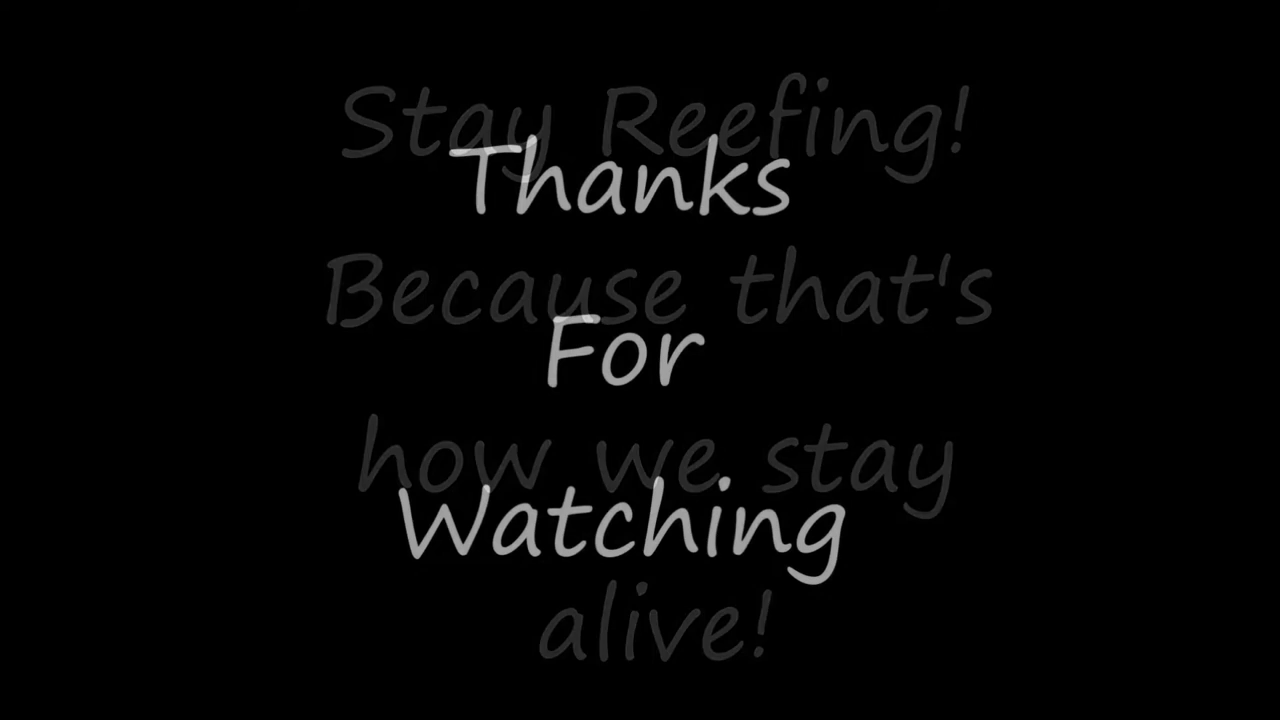 Stay Reefing!
Thanks
Because that's
For
how we stay
Watching
alive!